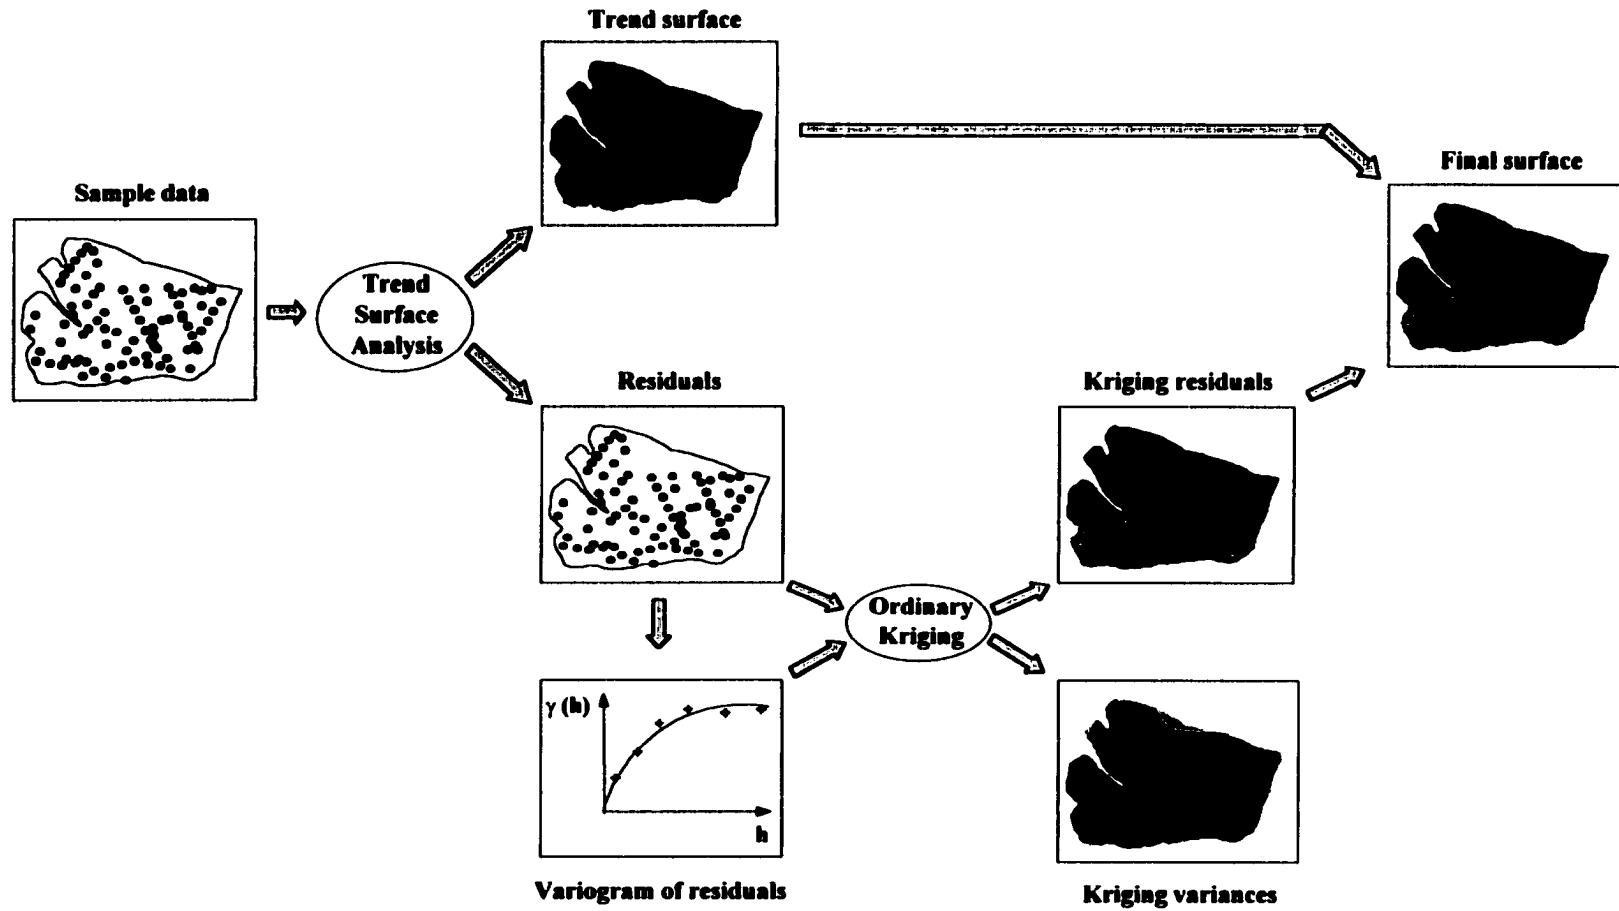 Trend surface
Final surface
Sample data
Trend
Surface
Analysis
Residuals
Kriging residuals
Ordinary
Kriging
γ (h)
h
Variogram of residuals
Kriging variances